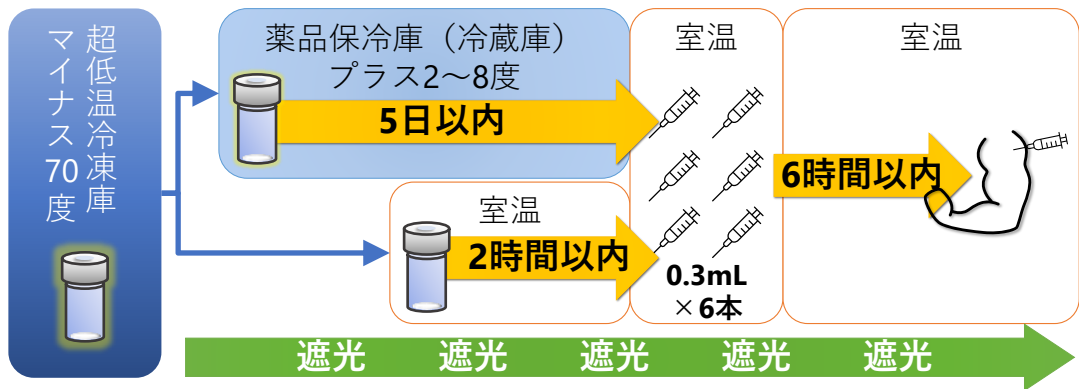 超低温冷凍庫
マイナス70度
薬品保冷庫（冷蔵庫）
プラス2～8度
5日以内
室温
2時間以内
室温
0.3mL
×6本
室温
6時間以内
遮光 遮光 遮光 遮光 遮光